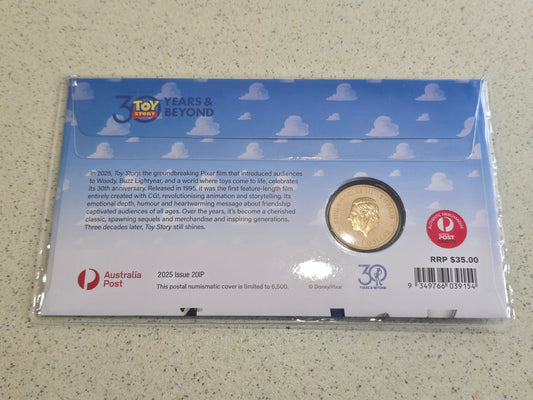 30 TOY STORY YEARS & BEYOND
In 2025, Toy Story, the groundbreaking Pixar film that introduced audiences
to Woody, Buzz Lightyear, and a world where toys come to life, celebrates
its 30th anniversary. Released in 1995, it was the first feature-length film
entirely created with CGI, revolutionising animation and storytelling. Its
emotional depth, humour and heartwarming message about friendship
captivated audiences of all ages. Over the years, it's become a cherished
classic, spawning sequels and merchandise and inspiring generations.
Three decades later, Toy Story still shines.
AUTHENTIC MERCHANDISE
POST
RRP $35.00
Australia
Post
2025 Issue 20IP
This postal numismatic cover is limited to 6,500.
© Disney/Pixar
30
YEARS & BEYOND
9 349766 039154